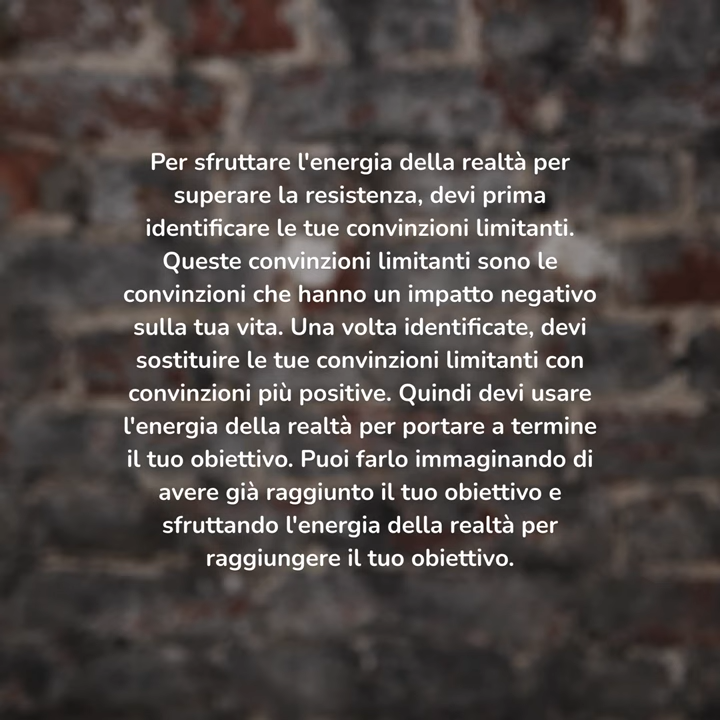 Per sfruttare l'energia della realtà per
superare la resistenza, devi prima
identificare le tue convinzioni limitanti.
Queste convinzioni limitanti sono le
convinzioni che hanno un impatto negativo
sulla tua vita. Una volta identificate, devi
sostituire le tue convinzioni limitanti con
convinzioni più positive. Quindi devi usare
l'energia della realtà per portare a termine
il tuo obiettivo. Puoi farlo immaginando di
avere già raggiunto il tuo obiettivo e
sfruttando l'energia della realtà per
raggiungere il tuo obiettivo.